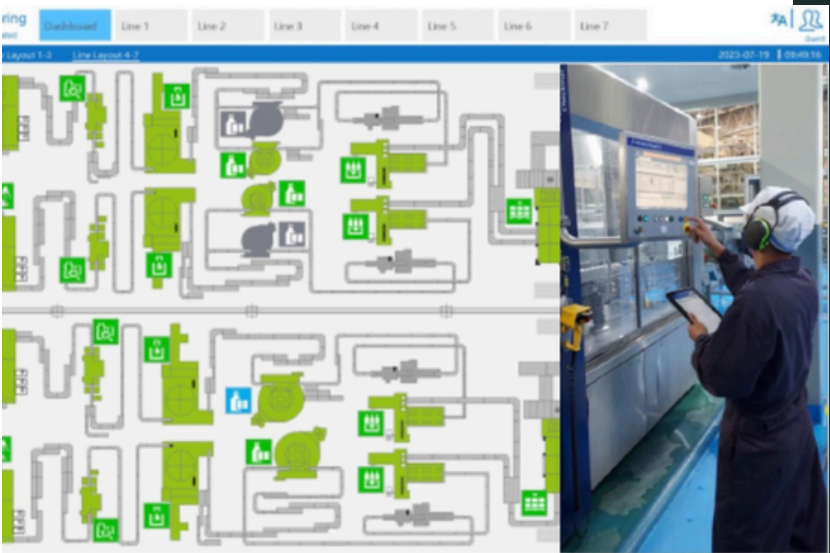 ring
Dashboard
Line 1
Line 2
Line 3
Line 4
Line 5
Line 6
Line 7
Guest
Layout 1-3
Line Layout 4-7
2023-07-19
09:49:16